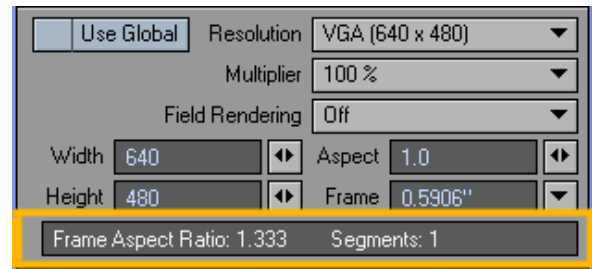 Use Global Resolution VGA (640 x 480)
Multiplier 100 %
Field Rendering Off
Width 640 Aspect 1.0
Height 480 Frame 0.5906''
Frame Aspect Ratio: 1.333 Segments: 1